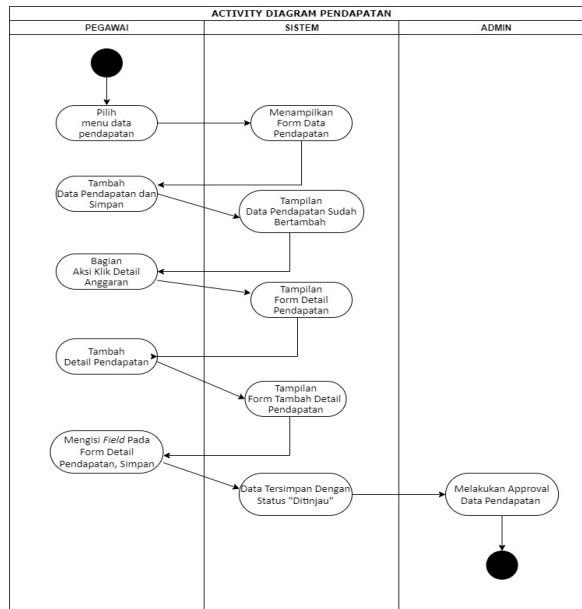 ACTIVITY DIAGRAM PENDAPATAN
PEGAWAI
SISTEM
ADMIN
Pilih
menu data
pendapatan
Menampilkan
Form Data
Pendapatan
Tambah
Data Pendapatan dan
Simpan
Tampilan
Data Pendapatan Sudah
Bertambah
Bagian
Aksi Klik Detail
Anggaran
Tampilan
Form Detail
Pendapatan
Tambah
Detail Pendapatan
Tampilan
Form Tambah Detail
Pendapatan
Mengisi Field Pada
Form Detail
Pendapatan, Simpan
Data Tersimpan Dengan
Status "Ditinjau"
Melakukan Approval
Data Pendapatan